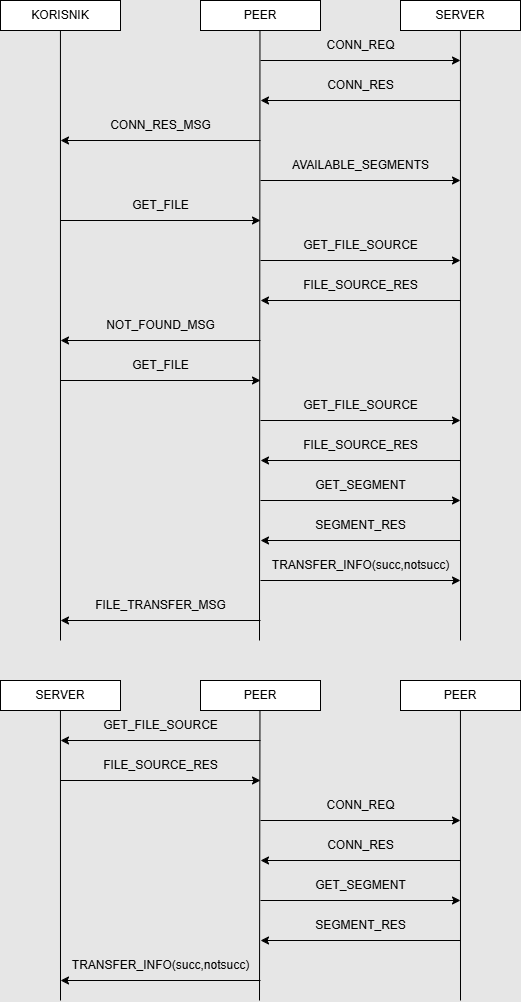 KORISNIK
PEER
SERVER
CONN_REQ
CONN_RES
CONN_RES_MSG
AVAILABLE_SEGMENTS
GET_FILE
GET_FILE_SOURCE
FILE_SOURCE_RES
NOT_FOUND_MSG
GET_FILE
GET_FILE_SOURCE
FILE_SOURCE_RES
GET_SEGMENT
SEGMENT_RES
TRANSFER_INFO(succ,notsucc)
FILE_TRANSFER_MSG
SERVER
PEER
PEER
GET_FILE_SOURCE
FILE_SOURCE_RES
CONN_REQ
CONN_RES
GET_SEGMENT
SEGMENT_RES
TRANSFER_INFO(succ,notsucc)